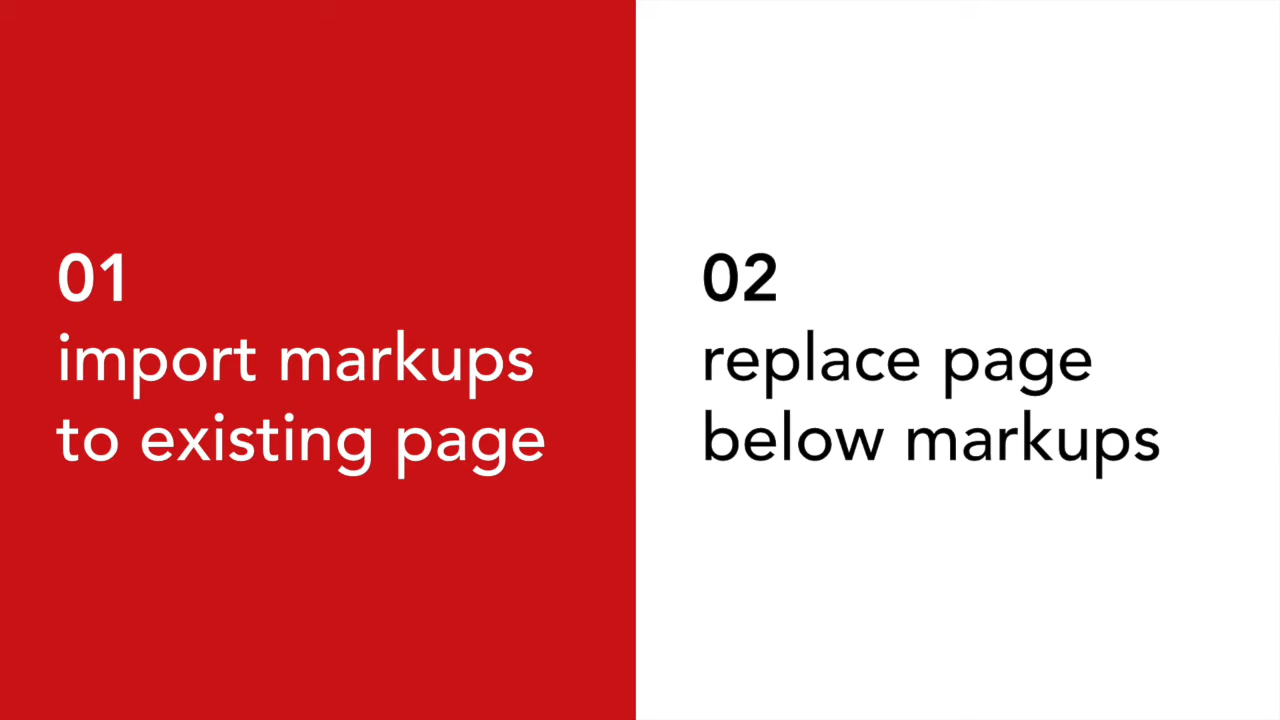 01
import markups
to existing page
02
replace page
below markups